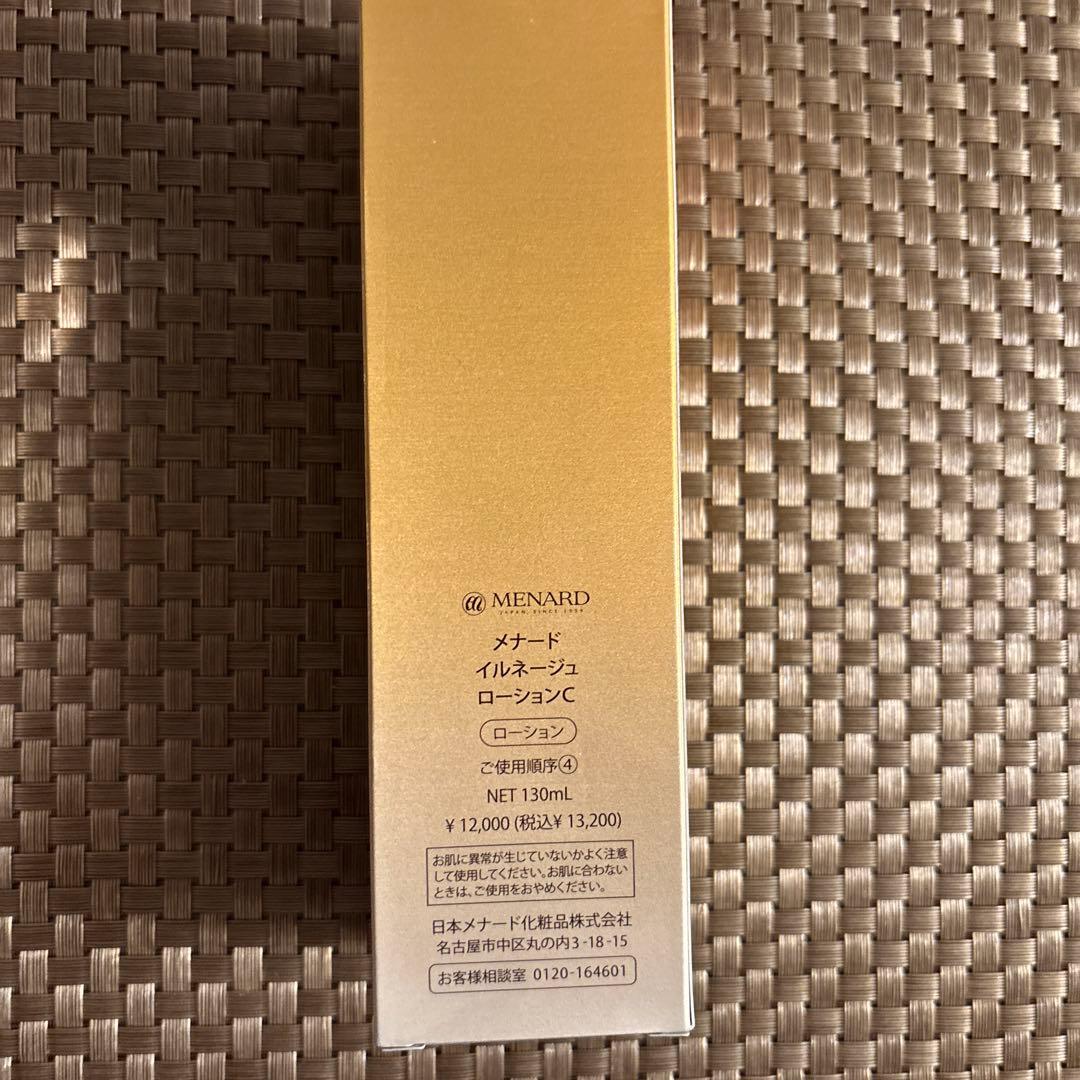 MENARD
JAPAN, SINCE 1959
メナード
イルネージュ
ローションC
ローション
ご使用順序④
NET 130mL
¥ 12,000 (税込¥ 13,200)
お肌に異常が生じていないかよく注意
して使用してください。お肌に合わない
ときは、ご使用をおやめください。
日本メナード化粧品株式会社
名古屋市中区丸の内3-18-15
お客様相談室 0120-164601